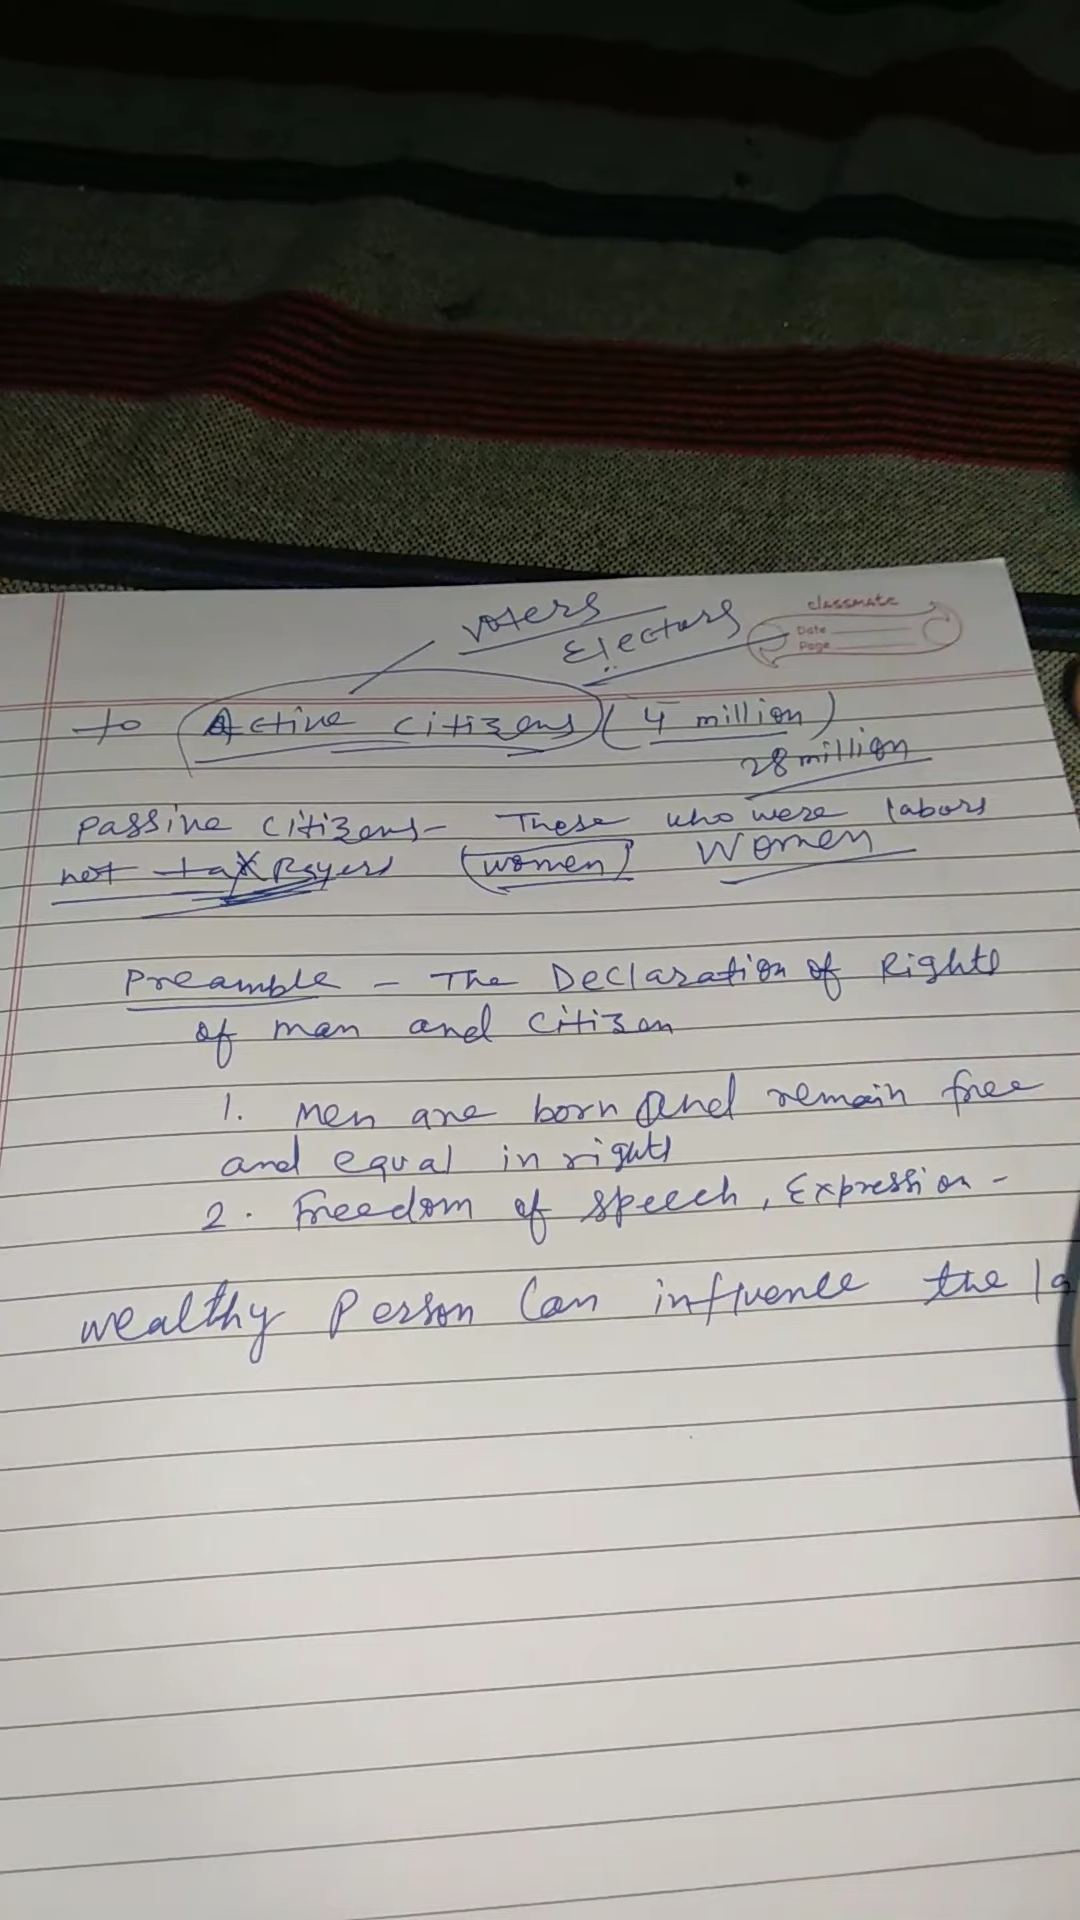 voters
Electors
classmate
Date
Page
to Active citizens (4 million)
28 million
Passive citizens- These who were labors
not taxpayers (women) Women
Preamble - The Declaration of Rights
of man and citizen
1. Men are born and remain free
and equal in rights
2. Freedom of speech, Expression -
wealthy Person Can influence the